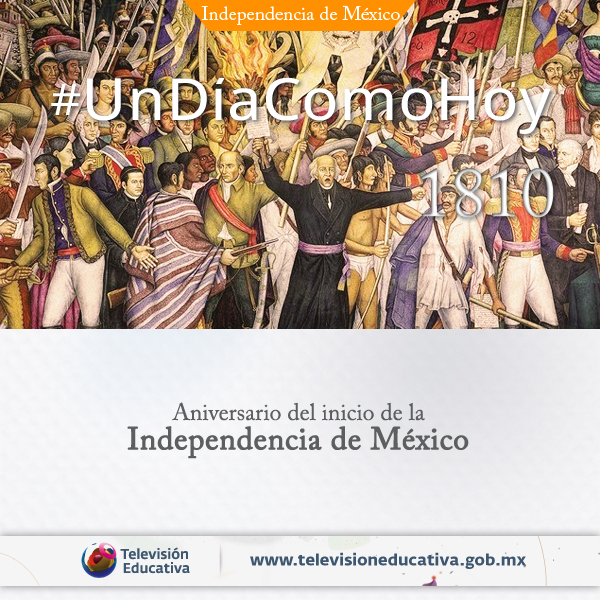 Independencia de México
#UnDíaComoHoy
1810
Aniversario del inicio de la
Independencia de México
Televisión
Educativa
www.televisioneducativa.gob.mx